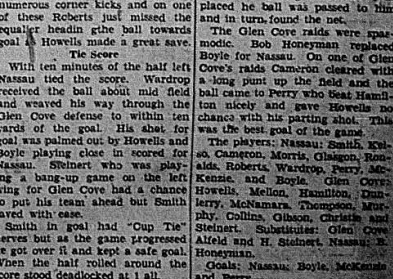 numerous corner kicks and on one
of these Roberts just missed the
equalier headin gthe ball towards
goal Howells made a great save.
Tie Score
With ten minutes of the half left
Nassau tied the score. Wardrop
received the ball about mid field
and weaved his way through the
Glen Cove defense to within ten
yards of the goal. His shot for
goal was palmed out by Howells and
Boyle playing close in scored for
Nassau. Steinert who was play-
ing a bang-up game on the left
wing for Glen Cove had a chance
to put his team ahead but Smith
saved with ease.
Smith in goal had "Cup Tie"
nerves but as the game progressed
he got over it and kept a safe goal.
When the half rolled around the
score stood deadlocked at 1 all.
placed he ball was passed to him
and in turn, found the net.
The Glen Cove raids were spas-
modic. Bob Honeyman replaced
Boyle for Nassau. On one of Glen
Cove's raids Cameron cleared with
a long punt up the field and the
ball came to Perry who beat Hamil-
ton nicely and gave Howells no
chance with his parting shot. This
was the best goal of the game.
The players: Nassau: Smith, Kel-
so, Cameron, Morris, Glasgon, Ron-
alds, Roberts, Wardrop, Perry, Mc-
Kenzie and Boyle. Glen Cove:
Howells, Mellon, Hamilton, Dun-
lerry, McNamara, Thompson, Mur-
phy, Collins, Gibson, Christie and
Steinert. Substitutes: Glen Cove
Alfeld and H. Steinert. Nassau: B.
Honeyman.
Goals: Nassau, Boyle, McKenzie
and Perry.